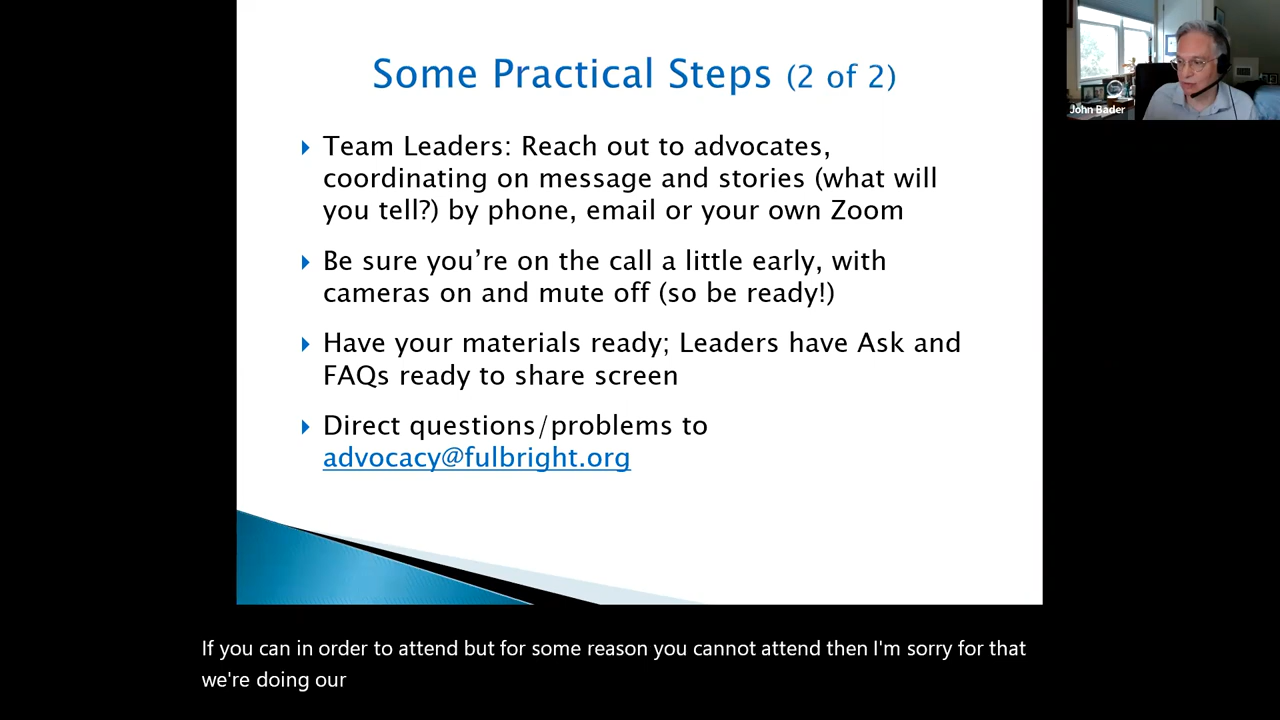 Some Practical Steps (2 of 2)
Team Leaders: Reach out to advocates,
coordinating on message and stories (what will
you tell?) by phone, email or your own Zoom
Be sure you’re on the call a little early, with
cameras on and mute off (so be ready!)
Have your materials ready; Leaders have Ask and
FAQs ready to share screen
Direct questions/problems to
advocacy@fulbright.org
John Bader
If you can in order to attend but for some reason you cannot attend then I'm sorry for that
we're doing our